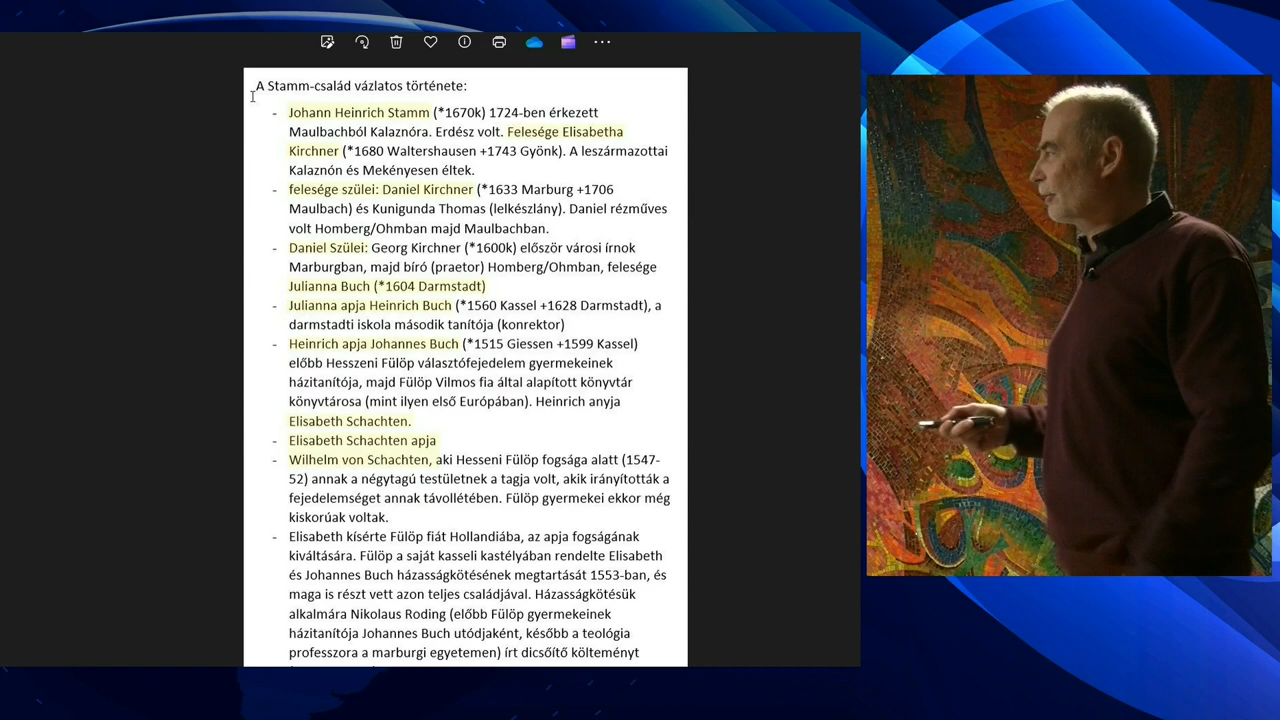 A Stamm-család vázlatos története:
- Johann Heinrich Stamm (*1670k) 1724-ben érkezett
Maulbachból Kalaznóra. Erdész volt. Felesége Elisabetha
Kirchner (*1680 Waltershausen +1743 Gyönk). A leszármazottai
Kalaznón és Mekényesen éltek.
- felesége szülei: Daniel Kirchner (*1633 Marburg +1706
Maulbach) és Kunigunda Thomas (lelkészlány). Daniel rézműves
volt Homberg/Ohmban majd Maulbachban.
- Daniel Szülei: Georg Kirchner (*1600k) először városi írnok
Marburgban, majd bíró (praetor) Homberg/Ohmban, felesége
Julianna Buch (*1604 Darmstadt)
- Julianna apja Heinrich Buch (*1560 Kassel +1628 Darmstadt), a
darmstadti iskola második tanítója (konrektor)
- Heinrich apja Johannes Buch (*1515 Giessen +1599 Kassel)
előbb Hesszeni Fülöp választófejedelem gyermekeinek
házitanítója, majd Fülöp Vilmos fia által alapított könyvtár
könyvtárosa (mint ilyen első Európában). Heinrich anyja
Elisabeth Schachten.
- Elisabeth Schachten apja
- Wilhelm von Schachten, aki Hesseni Fülöp fogsága alatt (1547-
52) annak a négytagú testületnek a tagja volt, akik irányították a
fejedelemséget annak távollétében. Fülöp gyermekei ekkor még
kiskorúak voltak.
- Elisabeth kísérte Fülöp fiát Hollandiába, az apja fogságának
kiváltására. Fülöp a saját kasseli kastélyában rendelte Elisabeth
és Johannes Buch házasságkötésének megtartását 1553-ban, és
maga is részt vett azon teljes családjával. Házasságkötésük
alkalmára Nikolaus Roding (előbb Fülöp gyermekeinek
házitanítója Johannes Buch utódjaként, később a teológia
professzora a marburgi egyetemen) írt dicsőítő költeményt